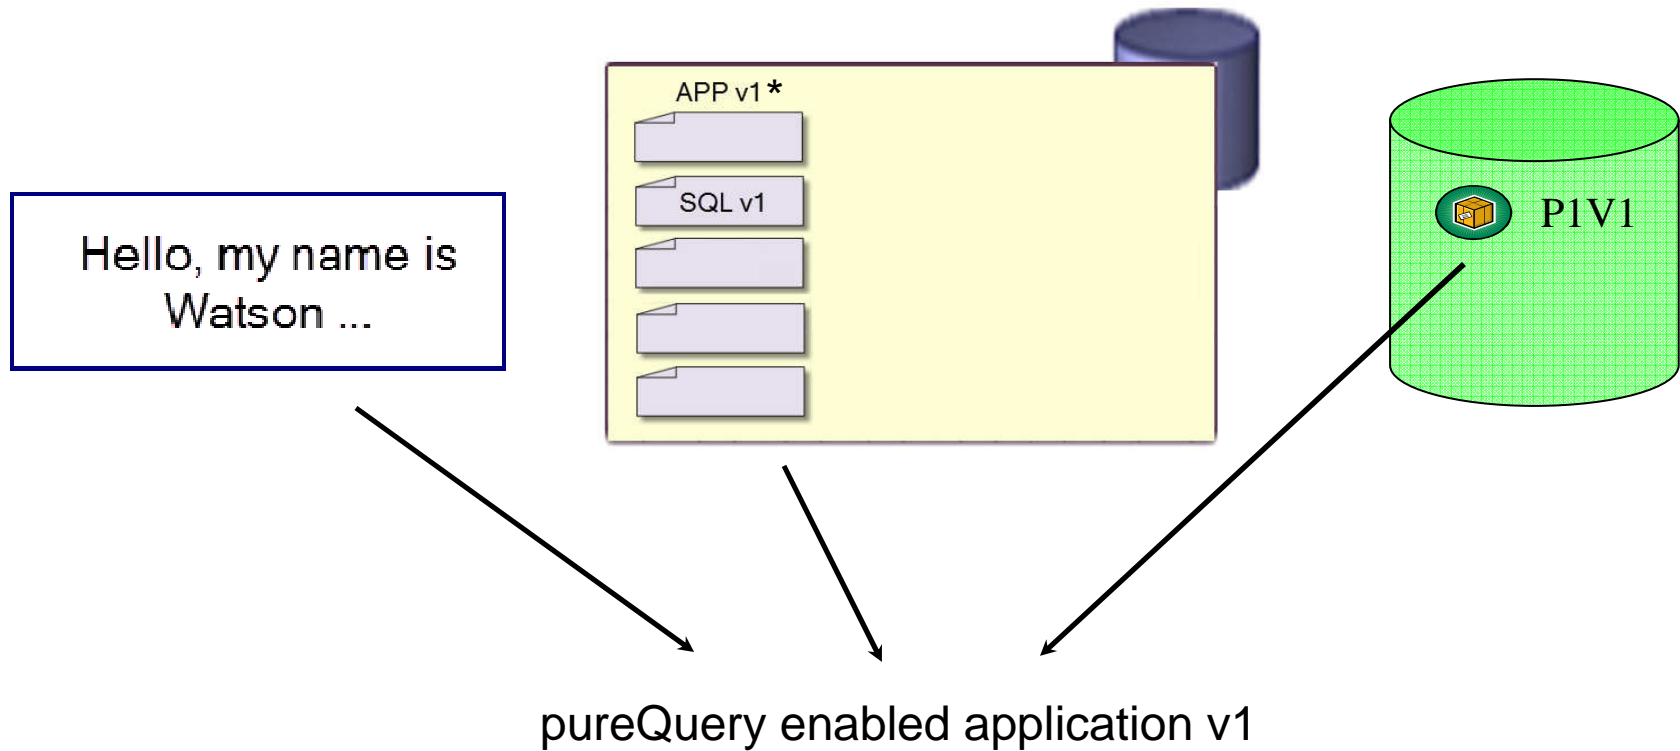 APP v1*
SQL v1
Hello, my name is
Watson ...
P1V1
pureQuery enabled application v1